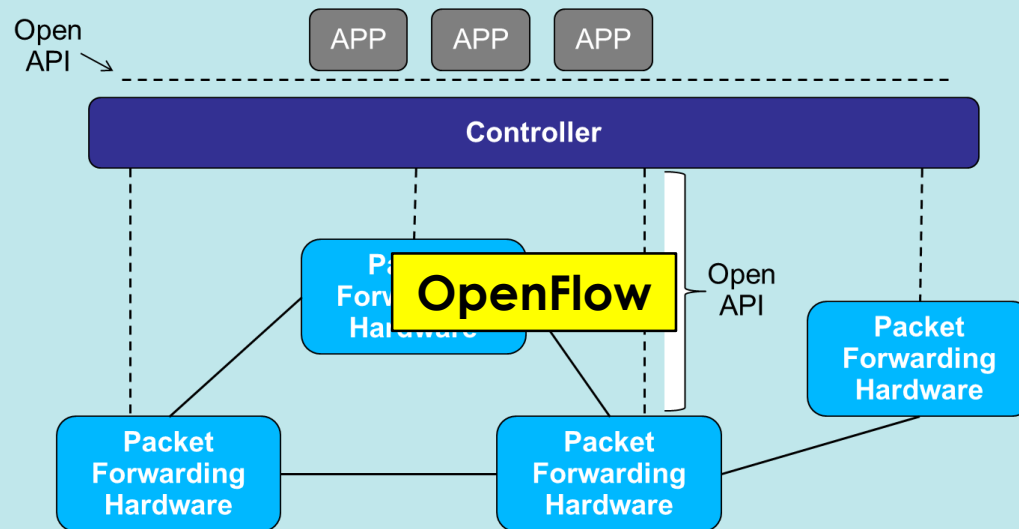 Open
API
APP
APP
APP
Controller
OpenFlow
Open
API
Packet
Forwarding
Hardware
Packet
Forwarding
Hardware
Packet
Forwarding
Hardware